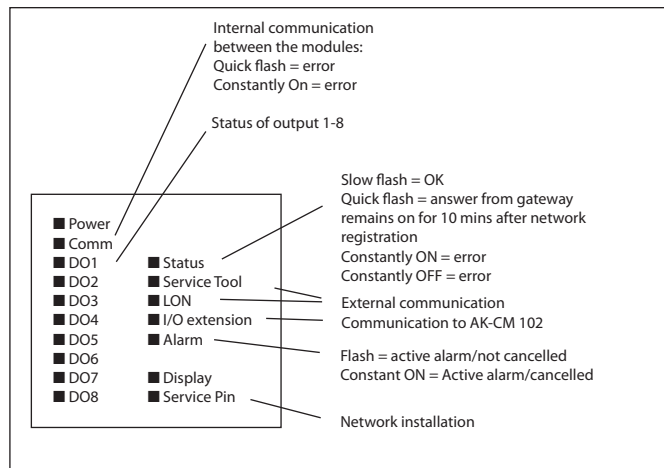 Internal communication
between the modules:
Quick flash = error
Constantly On = error
Status of output 1-8
Slow flash = OK
Quick flash = answer from gateway
remains on for 10 mins after network
registration
Constantly ON = error
Constantly OFF = error
External communication
Communication to AK-CM 102
Flash = active alarm/not cancelled
Constant ON = Active alarm/cancelled
Network installation
■ Power
■ Comm
■ DO1 ■ Status
■ DO2 ■ Service Tool
■ DO3 ■ LON
■ DO4 ■ I/O extension
■ DO5 ■ Alarm
■ DO6
■ DO7 ■ Display
■ DO8 ■ Service Pin